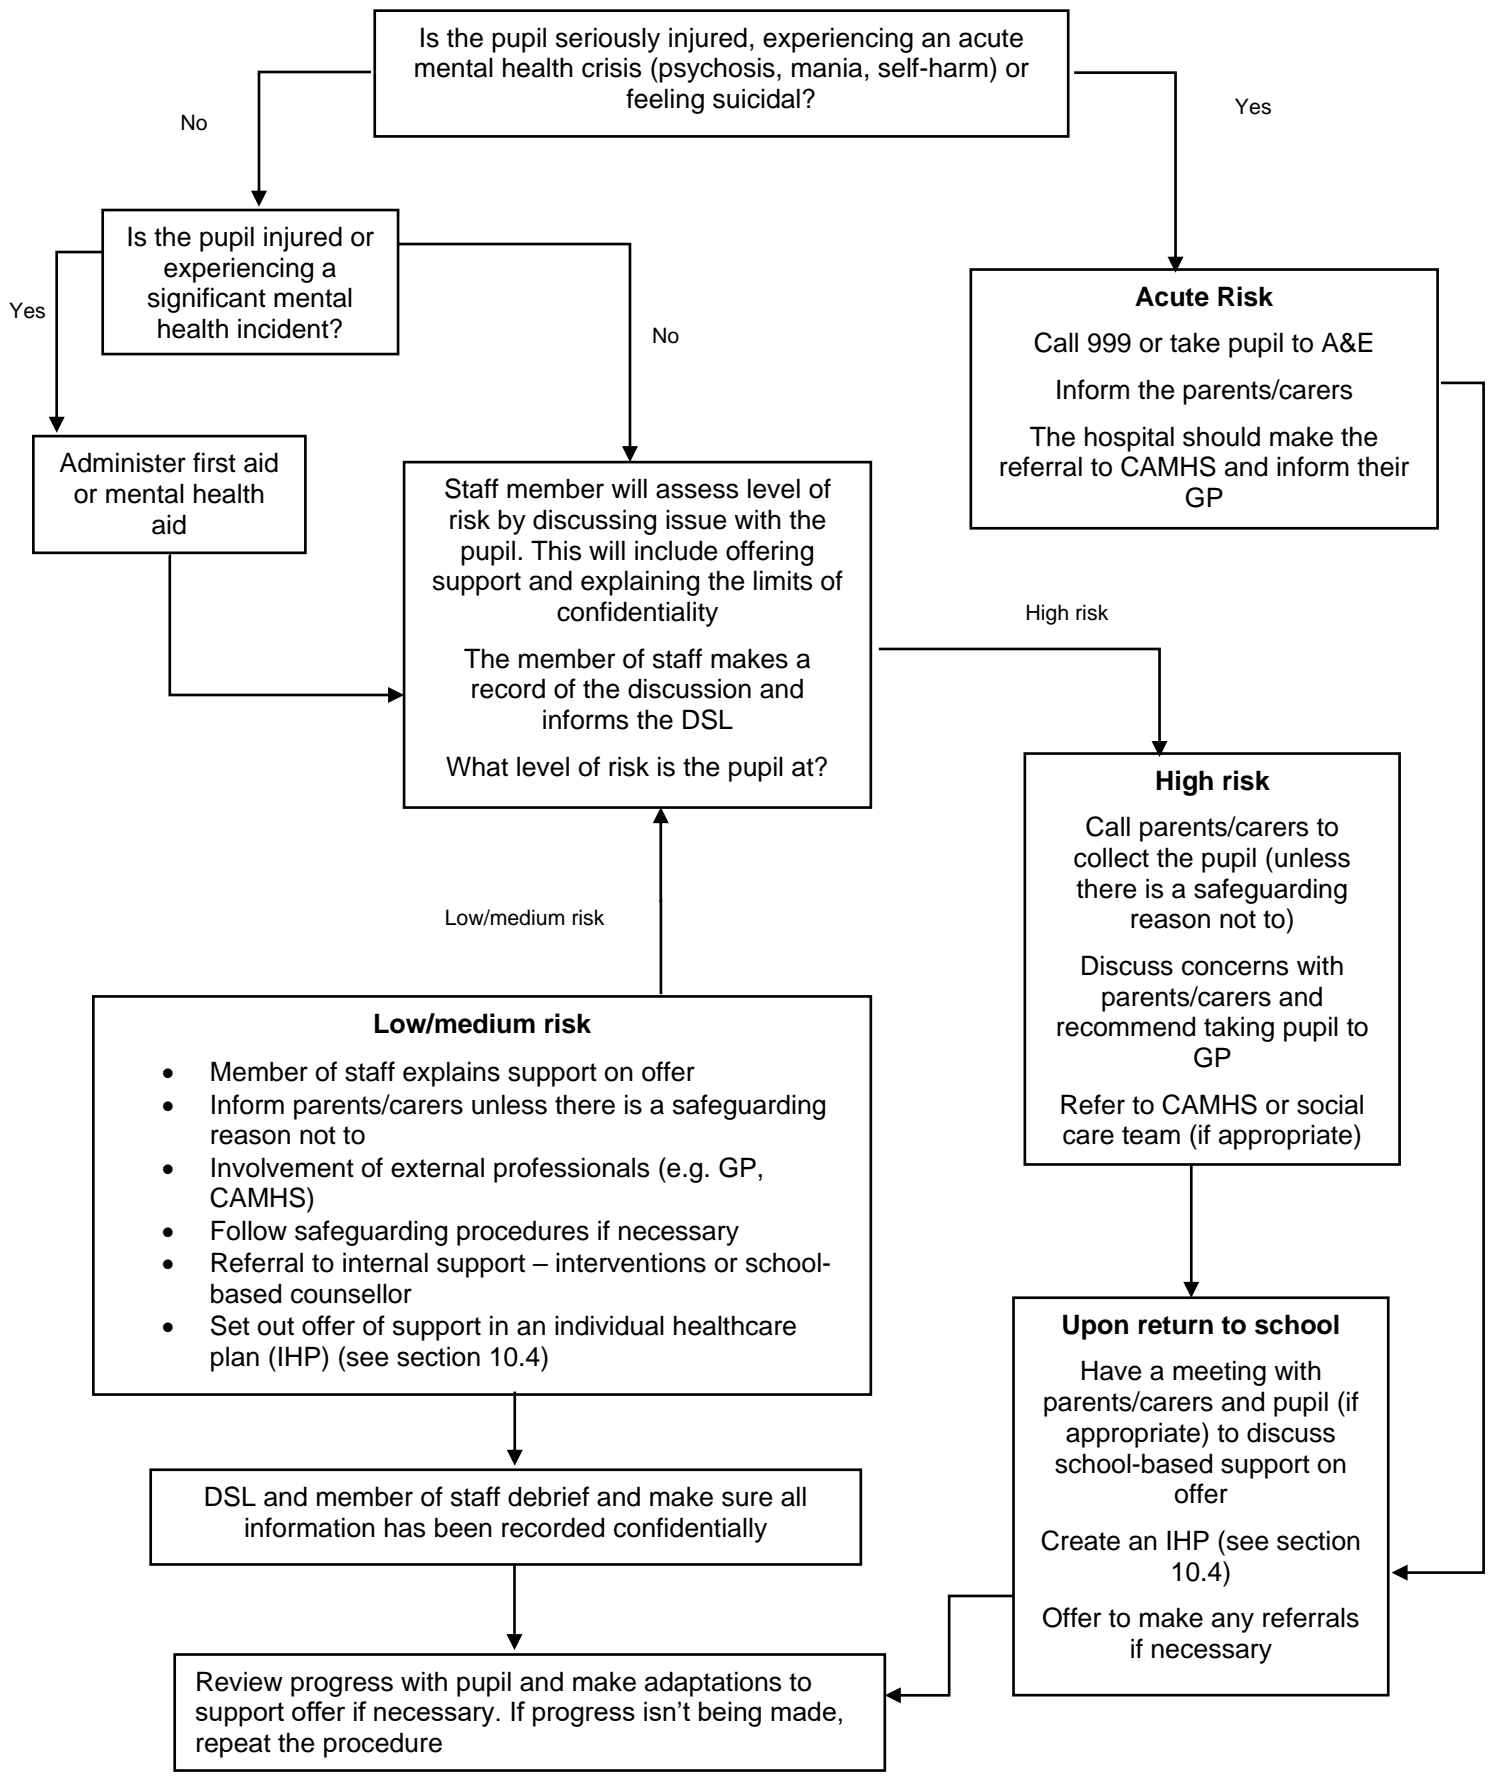 Is the pupil seriously injured, experiencing an acute
mental health crisis (psychosis, mania, self-harm) or
feeling suicidal?
No
Yes
Is the pupil injured or
experiencing a
significant mental
health incident?
Yes
No
Acute Risk
Call 999 or take pupil to A&E
Inform the parents/carers
The hospital should make the
referral to CAMHS and inform their
GP
Administer first aid
or mental health
aid
Staff member will assess level of
risk by discussing issue with the
pupil. This will include offering
support and explaining the limits of
confidentiality
The member of staff makes a
record of the discussion and
informs the DSL
What level of risk is the pupil at?
High risk
High risk
Call parents/carers to
collect the pupil (unless
there is a safeguarding
reason not to)
Discuss concerns with
parents/carers and
recommend taking pupil to
GP
Refer to CAMHS or social
care team (if appropriate)
Low/medium risk
Low/medium risk
• Member of staff explains support on offer
• Inform parents/carers unless there is a safeguarding
reason not to
• Involvement of external professionals (e.g. GP,
CAMHS)
• Follow safeguarding procedures if necessary
• Referral to internal support – interventions or school-
based counsellor
• Set out offer of support in an individual healthcare
plan (IHP) (see section 10.4)
Upon return to school
Have a meeting with
parents/carers and pupil (if
appropriate) to discuss
school-based support on
offer
Create an IHP (see section
10.4)
Offer to make any referrals
if necessary
DSL and member of staff debrief and make sure all
information has been recorded confidentially
Review progress with pupil and make adaptations to
support offer if necessary. If progress isn’t being made,
repeat the procedure